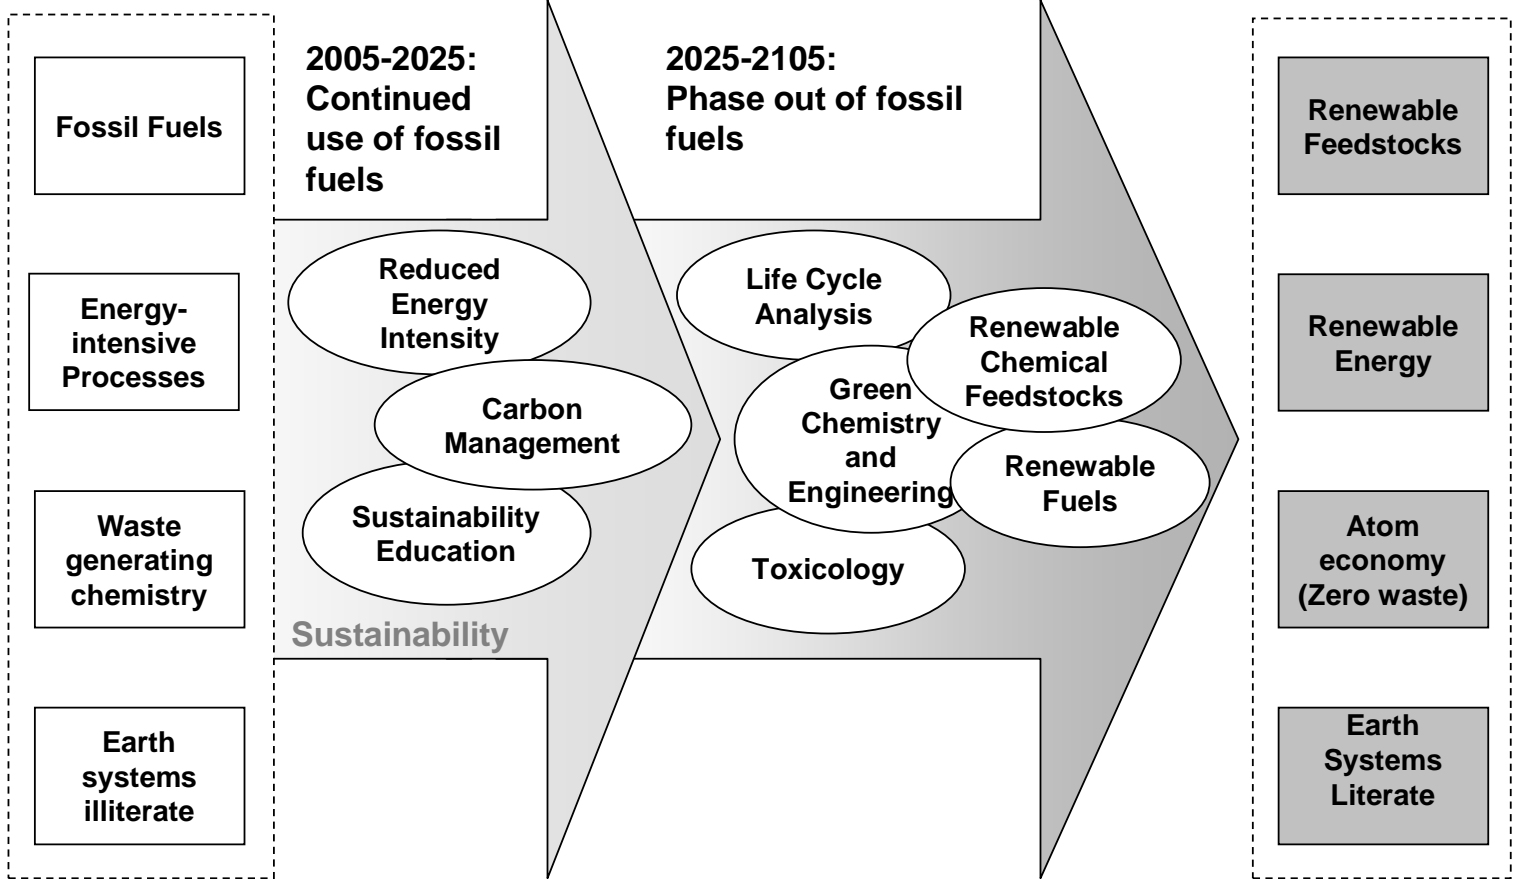 Fossil Fuels
Energy-
intensive
Processes
Waste
generating
chemistry
Earth
systems
illiterate
2005-2025:
Continued
use of fossil
fuels
Reduced
Energy
Intensity
Carbon
Management
Sustainability
Education
Sustainability
2025-2105:
Phase out of fossil
fuels
Life Cycle
Analysis
Renewable
Chemical
Feedstocks
Green
Chemistry
and
Engineering
Renewable
Fuels
Toxicology
Renewable
Feedstocks
Renewable
Energy
Atom
economy
(Zero waste)
Earth
Systems
Literate